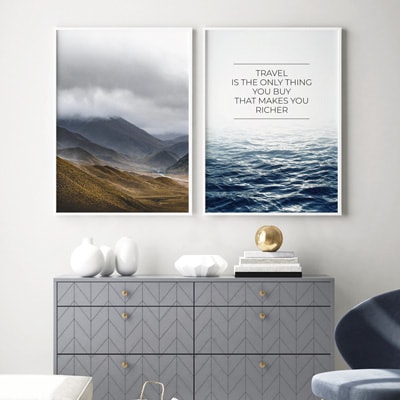 TRAVEL
IS THE ONLY THING
YOU BUY
THAT MAKES YOU
RICHER